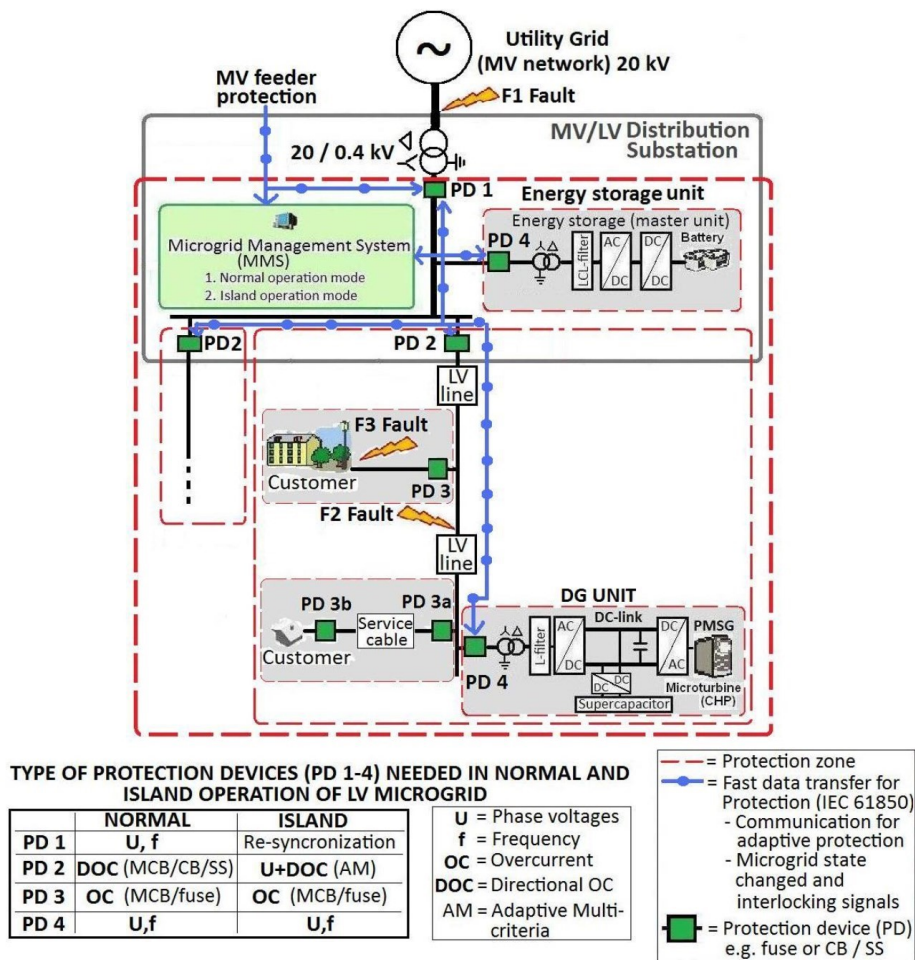 Utility Grid
(MV network) 20 kV
F1 Fault
MV feeder
protection
MV/LV Distribution
Substation
20 / 0.4 kV
PD 1
Energy storage unit
Microgrid Management System
(MMS)
1. Normal operation mode
2. Island operation mode
Energy storage (master unit)
PD 4
LCL-filter
AC
DC
DC
DC
Battery
PD2
PD 2
LV
line
F3 Fault
Customer
PD 3
F2 Fault
LV
line
PD 3b
PD 3a
Service
cable
Customer
DG UNIT
DC-link
PD 4
L-filter
AC
DC
DC
DC
Supercapacitor
DC
AC
PMSG
Microturbine
(CHP)
TYPE OF PROTECTION DEVICES (PD 1-4) NEEDED IN NORMAL AND
ISLAND OPERATION OF LV MICROGRID
NORMAL ISLAND
PD 1 U, f Re-syncronization
PD 2 DOC (MCB/CB/SS) U+DOC (AM)
PD 3 OC (MCB/fuse) OC (MCB/fuse)
PD 4 U,f U,f
U = Phase voltages
f = Frequency
OC = Overcurrent
DOC = Directional OC
AM = Adaptive Multi-
criteria
= Protection zone
= Fast data transfer for
Protection (IEC 61850)
- Communication for
adaptive protection
- Microgrid state
changed and
interlocking signals
= Protection device (PD)
e.g. fuse or CB / SS